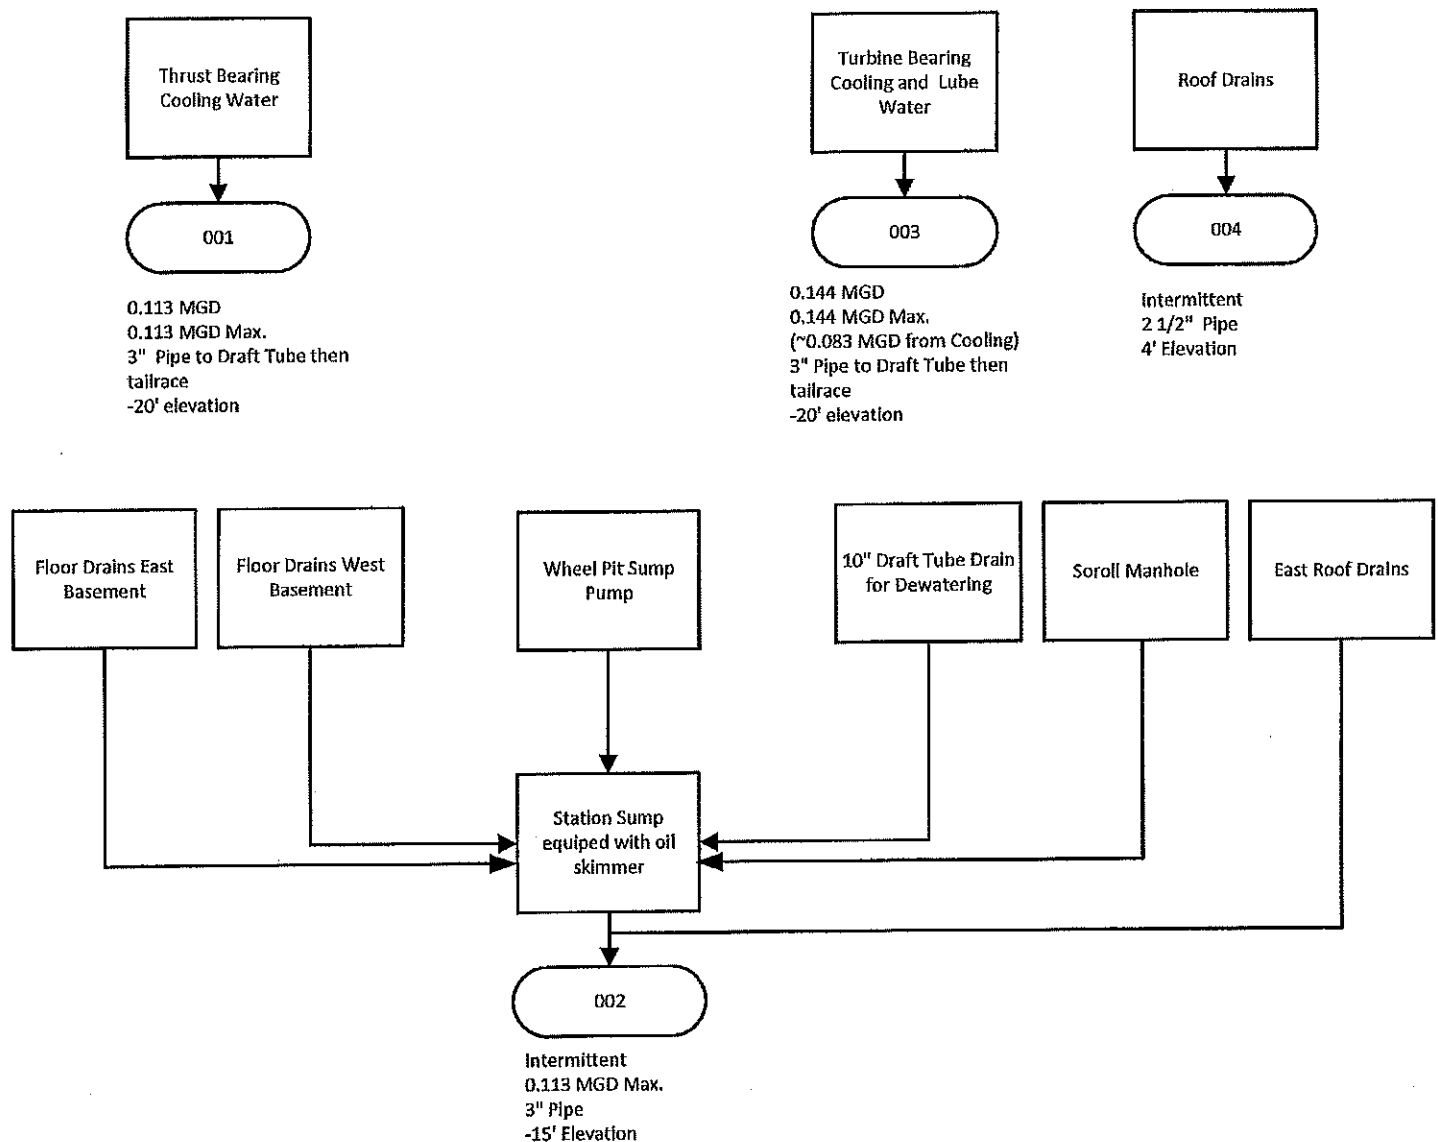 Thrust Bearing
Cooling Water
Turbine Bearing
Cooling and Lube
Water
Roof Drains
001
003
004
0.113 MGD
0.113 MGD Max.
3" Pipe to Draft Tube then
tailrace
-20' elevation
0.144 MGD
0.144 MGD Max.
(~0.083 MGD from Cooling)
3" Pipe to Draft Tube then
tailrace
-20' elevation
Intermittent
2 1/2" Pipe
4' Elevation
Floor Drains East
Basement
Floor Drains West
Basement
Wheel Pit Sump
Pump
10" Draft Tube Drain
for Dewatering
Soroll Manhole
East Roof Drains
Station Sump
equiped with oil
skimmer
002
Intermittent
0.113 MGD Max.
3" Pipe
-15' Elevation